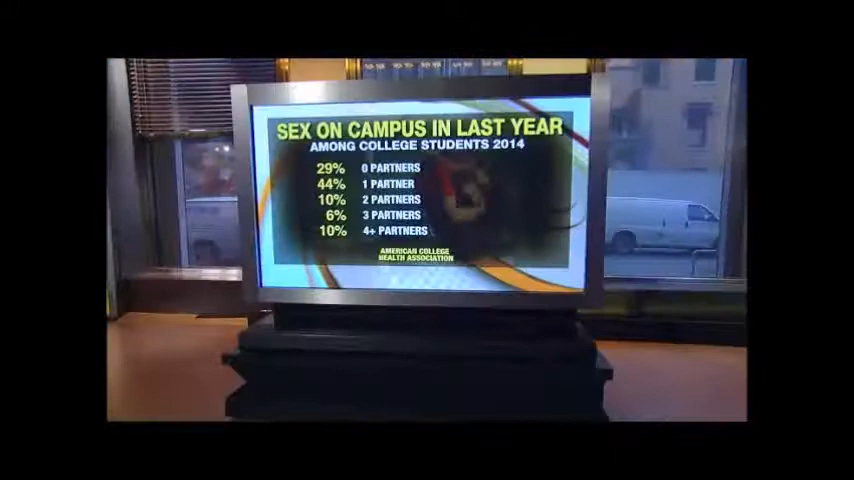 SEX ON CAMPUS IN LAST YEAR
AMONG COLLEGE STUDENTS 2014
29% 0 PARTNERS
44% 1 PARTNER
10% 2 PARTNERS
6% 3 PARTNERS
10% 4+ PARTNERS
AMERICAN COLLEGE
HEALTH ASSOCIATION